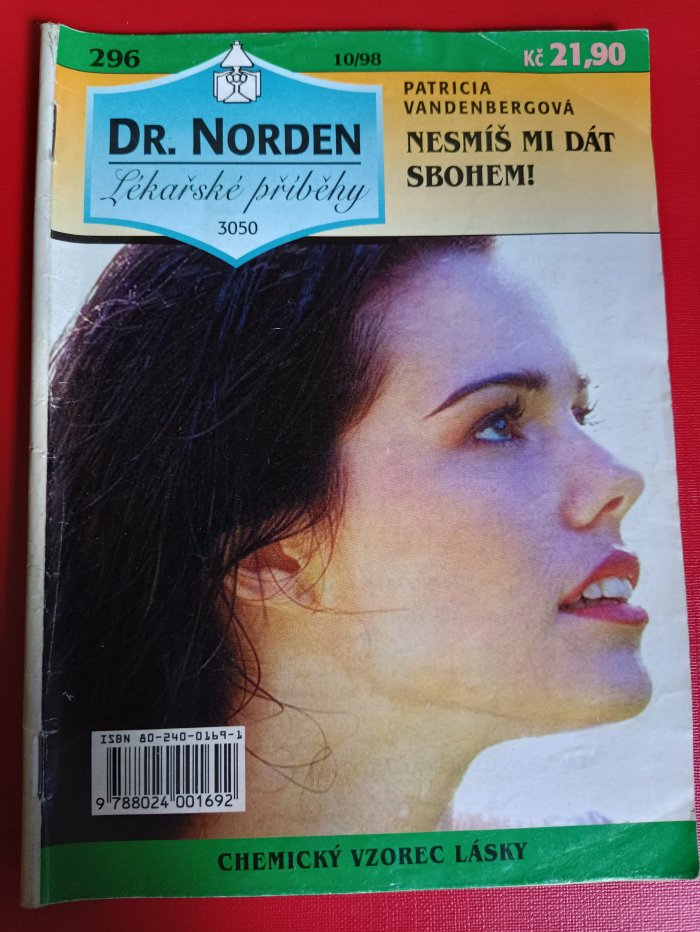 296
10/98
Kč 21,90
DR. NORDEN
Lékařské příběhy
3050
PATRICIA
VANDENBERGOVÁ
NESMÍŠ MI DÁT
SBOHEM!
ISBN 80-240-0169-1
9 788024 001692
CHEMICKÝ VZOREC LÁSKY